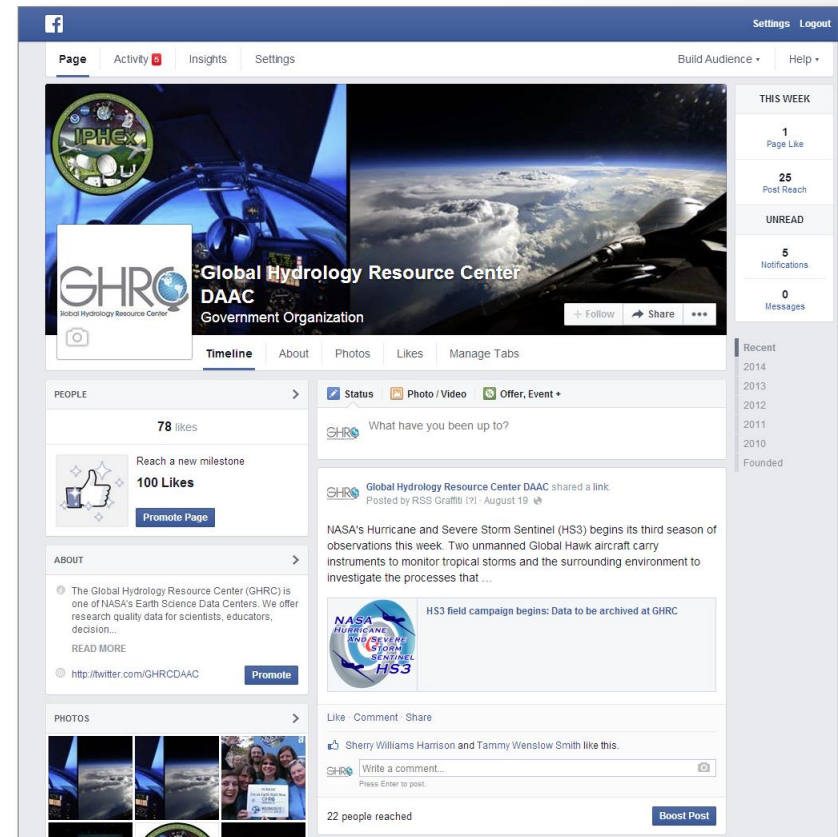 f
Settings Logout
Page Activity 5 Insights Settings Build Audience Help
IPHEx
GHRC
Global Hydrology Resource Center
Global Hydrology Resource Center
DAAC
Government Organization
+ Follow Share •••
Timeline About Photos Likes Manage Tabs
THIS WEEK
1
Page Like
25
Post Reach
UNREAD
5
Notifications
0
Messages
Recent
2014
2013
2012
2011
2010
Founded
PEOPLE >
78 likes
Reach a new milestone
100 Likes
Promote Page
ABOUT >
The Global Hydrology Resource Center (GHRC) is
one of NASA's Earth Science Data Centers. We offer
research quality data for scientists, educators,
decision...
READ MORE
http://twitter.com/GHRCDAAC Promote
PHOTOS >
GHRC
Status Photo / Video Offer, Event +
GHRC What have you been up to?
GHRC
Global Hydrology Resource Center DAAC shared a link.
Posted by RSS Graffiti [?] · August 19
NASA's Hurricane and Severe Storm Sentinel (HS3) begins its third season of
observations this week. Two unmanned Global Hawk aircraft carry
instruments to monitor tropical storms and the surrounding environment to
investigate the processes that ...
NASA
HURRICANE
AND SEVERE
STORM
SENTINEL
HS3
HS3 field campaign begins: Data to be archived at GHRC
Like · Comment · Share
Sherry Williams Harrison and Tammy Wenslow Smith like this.
GHRC Write a comment...
Press Enter to post.
22 people reached Boost Post